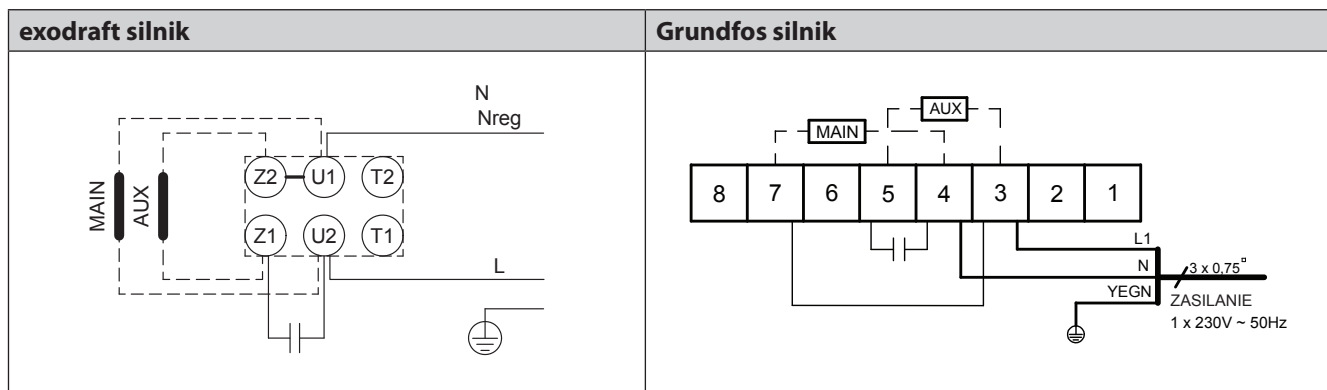 exodraft silnik
N
Nreg
Z2
U1
T2
MAIN
AUX
Z1
U2
T1
L
Grundfos silnik
AUX
MAIN
8 7 6 5 4 3 2 1
L1
N
3 x 0,75¤
YEGN
ZASILANIE
1 x 230V ~ 50Hz